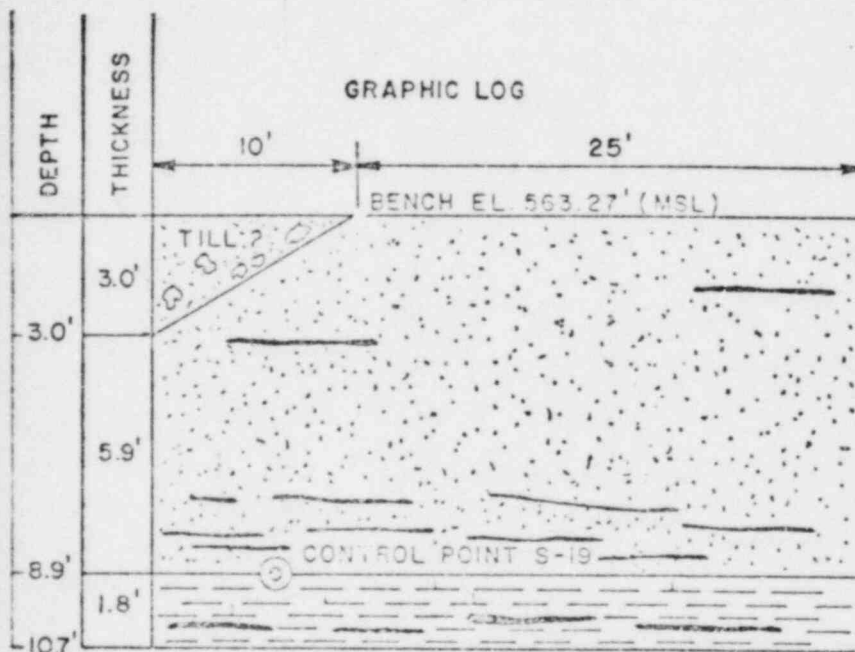 DEPTH
THICKNESS
GRAPHIC LOG
10'
25'
BENCH EL. 563.27' (MSL)
TILL ?
3.0'
3.0'
5.9'
CONTROL POINT S-19
8.9'
1.8'
10.7'